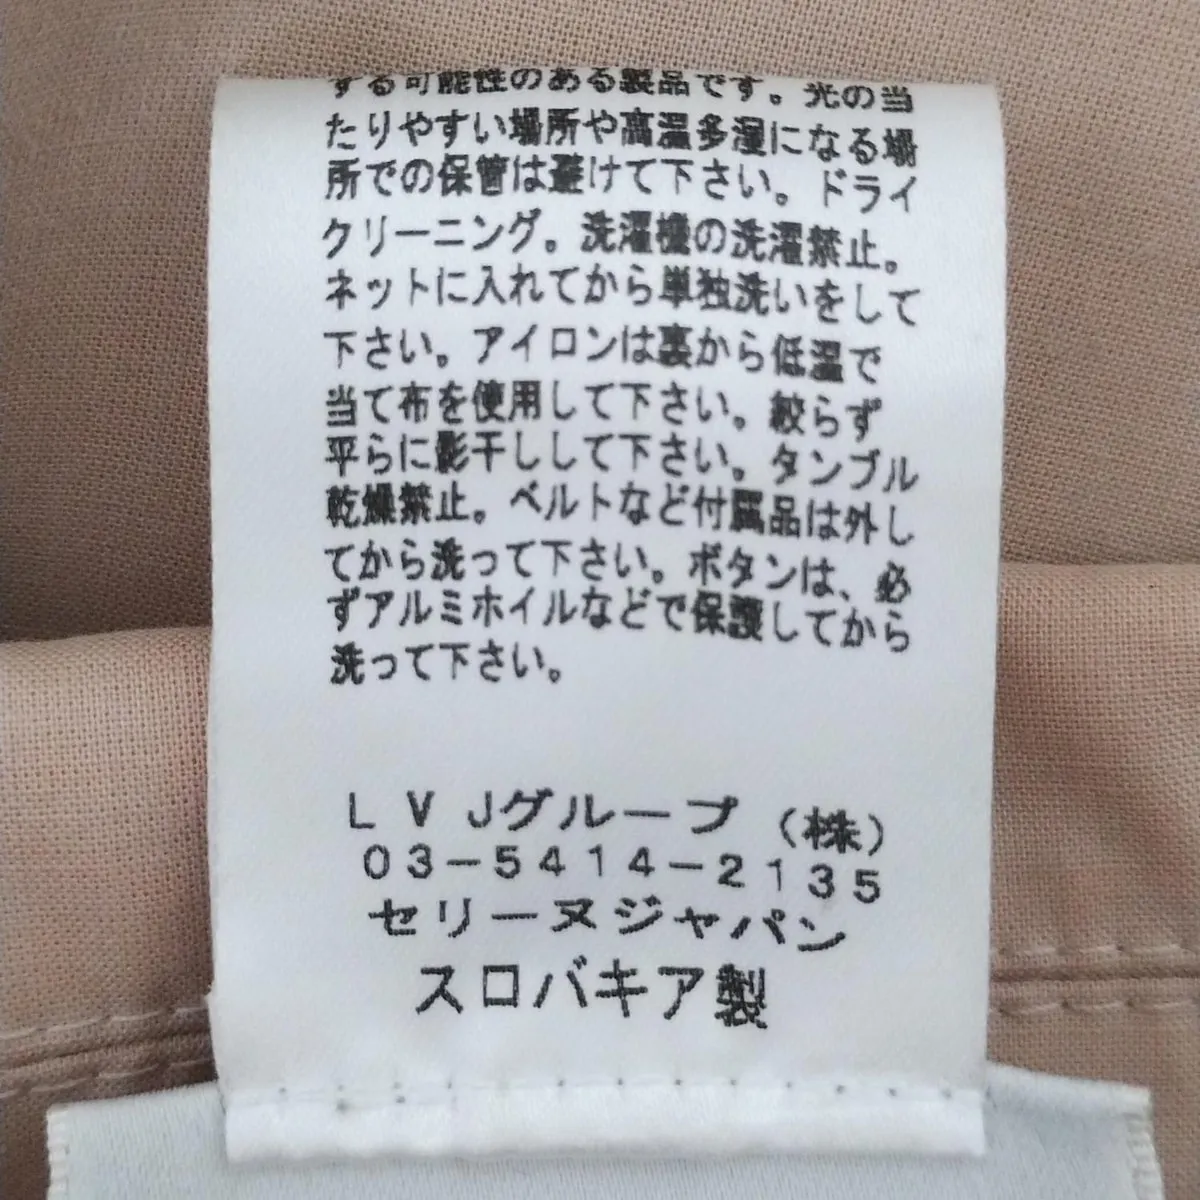 する可能性のある製品です。光の当
たりやすい場所や高温多湿になる場
所での保管は避けて下さい。ドライ
クリーニング。洗濯機の洗濯禁止。
ネットに入れてから単独洗いをして
下さい。アイロンは裏から低温で
当て布を使用して下さい。絞らず
平らに影干しして下さい。タンブル
乾燥禁止。ベルトなど付属品は外し
てから洗って下さい。ボタンは、必
ずアルミホイルなどで保護してから
洗って下さい。
ＬＶＪグループ（株）
０３－５４１４－２１３５
セリーヌジャパン
スロバキア製